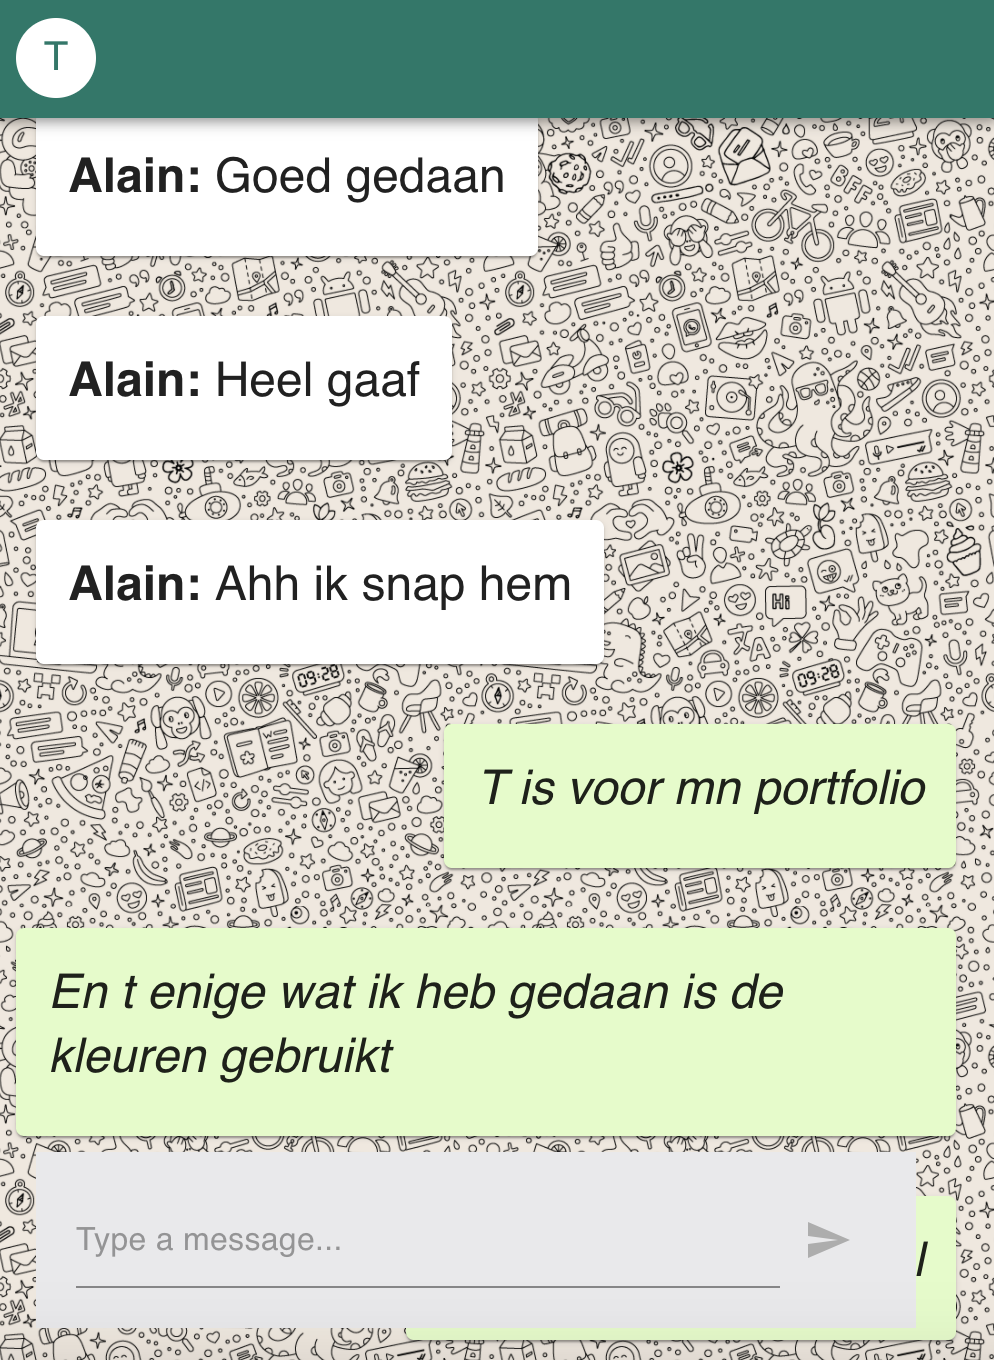 T
Alain: Goed gedaan
Alain: Heel gaaf
Alain: Ahh ik snap hem
T is voor mn portfolio
En t enige wat ik heb gedaan is de
kleuren gebruikt
Type a message...
BFF
Hi
09:28
09:28